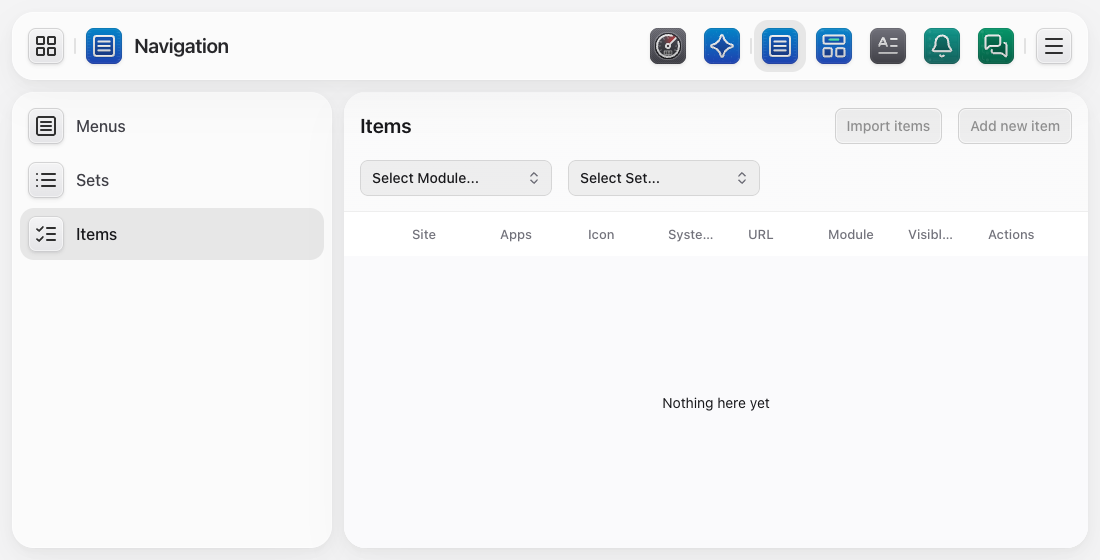 Navigation
Menus
Sets
Items
Items
Import items
Add new item
Select Module...
Select Set...
Site Apps Icon Syste... URL Module Visibl... Actions
Nothing here yet